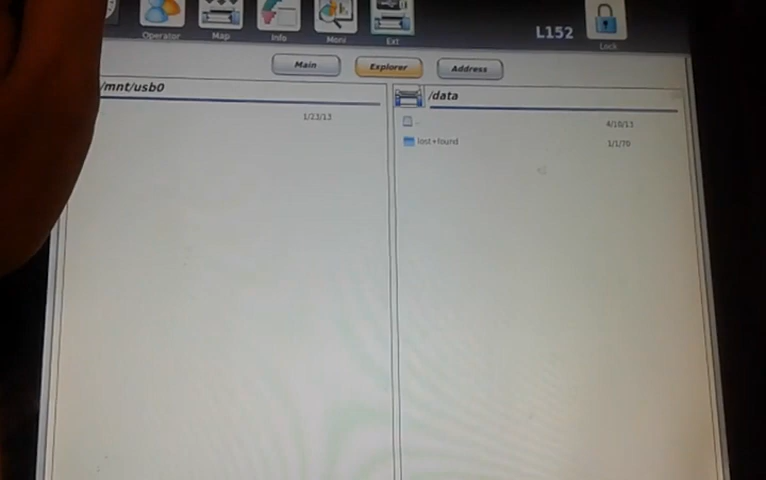 Operator Map Info Moni Ext L152 Lock
Main Explorer Address
/mnt/usb0 /data
1/23/13 .. 4/10/13
lost+found 1/1/70